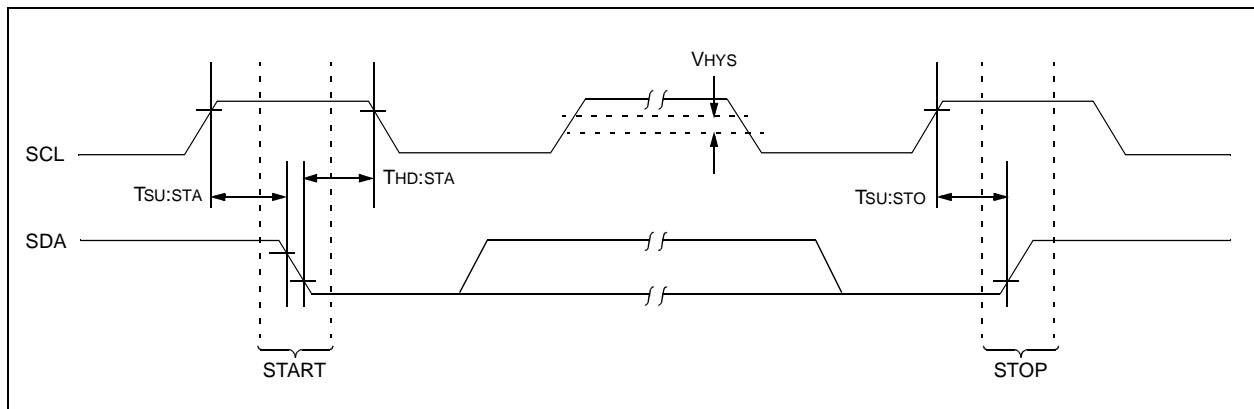 VHYS
SCL
THD:STA
TSU:STA
TSU:STO
SDA
START
STOP